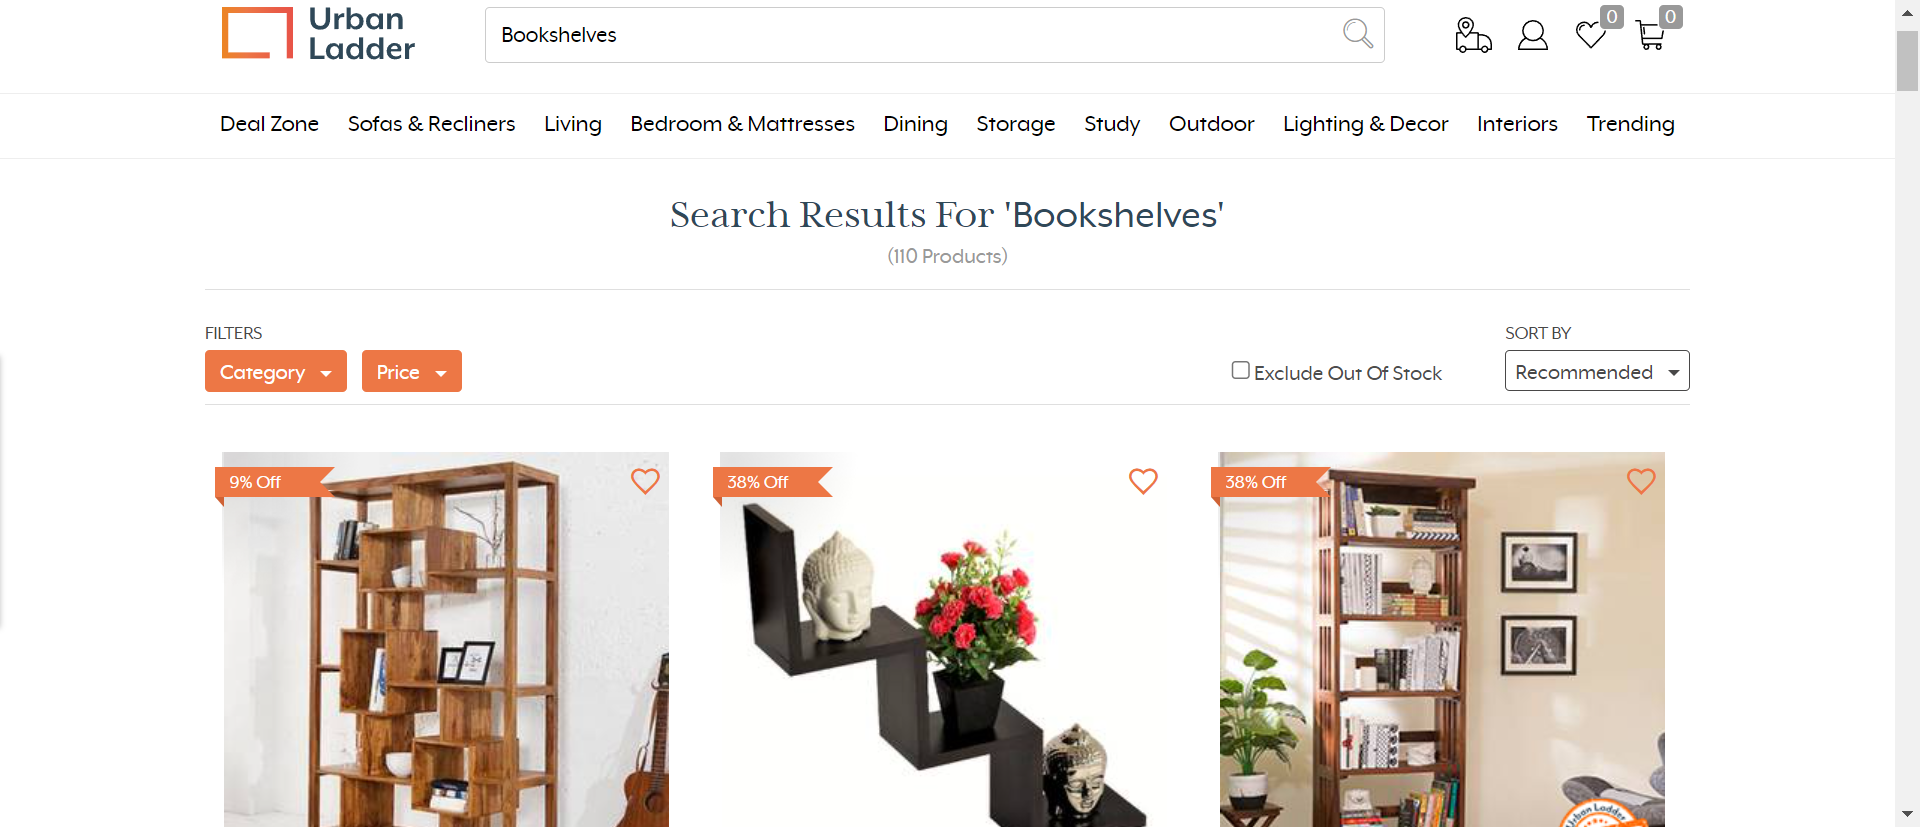 Urban
Ladder
Bookshelves
0
0
Deal Zone Sofas & Recliners Living Bedroom & Mattresses Dining Storage Study Outdoor Lighting & Decor Interiors Trending
Search Results For 'Bookshelves'
(110 Products)
FILTERS
SORT BY
Category
Price
Exclude Out Of Stock
Recommended
9% Off
38% Off
38% Off
Urban Ladder